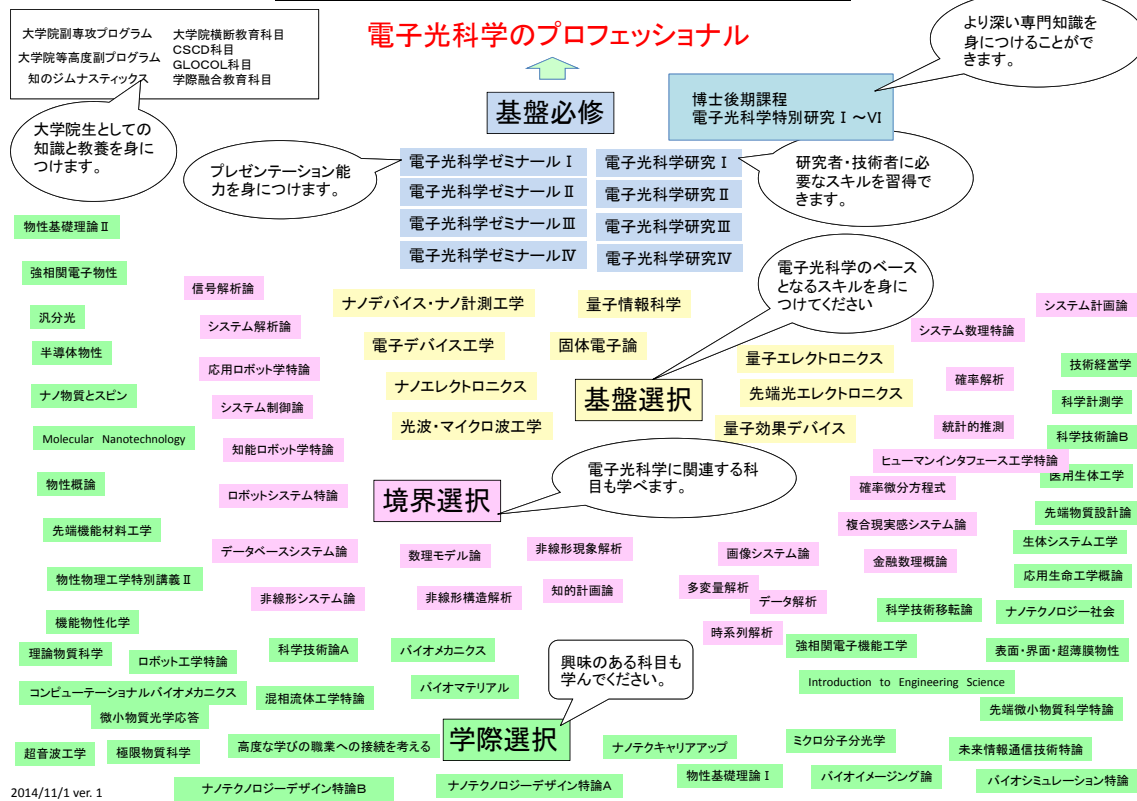 大学院副専攻プログラム
大学院等高度副プログラム
知のジムナスティックス
大学院横断教育科目
CSCD科目
GLOCOL科目
学際融合教育科目
電子光科学のプロフェッショナル
より深い専門知識を
身につけることがで
きます。
基盤必修
博士後期課程
電子光科学特別研究Ⅰ～Ⅵ
大学院生としての
知識と教養を身に
つけます。
プレゼンテーション能
力を身につけます。
電子光科学ゼミナールⅠ
電子光科学ゼミナールⅡ
電子光科学ゼミナールⅢ
電子光科学ゼミナールⅣ
電子光科学研究Ⅰ
電子光科学研究Ⅱ
電子光科学研究Ⅲ
電子光科学研究Ⅳ
研究者・技術者に必
要なスキルを習得で
きます。
電子光科学のベース
となるスキルを身に
つけてください
物性基礎理論Ⅱ
強相関電子物性
汎分光
半導体物性
ナノ物質とスピン
Molecular Nanotechnology
物性概論
先端機能材料工学
物性物理工学特別講義Ⅱ
機能物性化学
理論物質科学
ロボット工学特論
コンピューテーショナルバイオメカニクス
微小物質光学応答
超音波工学
極限物質科学
信号解析論
システム解析論
応用ロボット学特論
システム制御論
知能ロボット学特論
ロボットシステム特論
データベースシステム論
非線形システム論
ナノデバイス・ナノ計測工学
量子情報科学
電子デバイス工学
固体電子論
ナノエレクトロニクス
光波・マイクロ波工学
基盤選択
量子エレクトロニクス
先端光エレクトロニクス
量子効果デバイス
境界選択
電子光科学に関連する科
目も学べます。
数理モデル論
非線形現象解析
非線形構造解析
知的計画論
画像システム論
多変量解析
データ解析
時系列解析
システム計画論
システム数理特論
確率解析
統計的推測
ヒューマンインタフェース工学特論
確率微分方程式
複合現実感システム論
金融数理概論
技術経営学
科学計測学
科学技術論B
医用生体工学
先端物質設計論
生体システム工学
応用生命工学概論
科学技術移転論
ナノテクノロジー社会
強相関電子機能工学
表面・界面・超薄膜物性
Introduction to Engineering Science
先端微小物質科学特論
科学技術論A
バイオメカニクス
混相流体工学特論
バイオマテリアル
興味のある科目も
学んでください。
学際選択
高度な学びの職業への接続を考える
ナノテクキャリアアップ
ミクロ分子分光学
未来情報通信技術特論
ナノテクノロジーデザイン特論B
ナノテクノロジーデザイン特論A
物性基礎理論Ⅰ
バイオイメージング論
バイオシミュレーション特論
2014/11/1 ver. 1